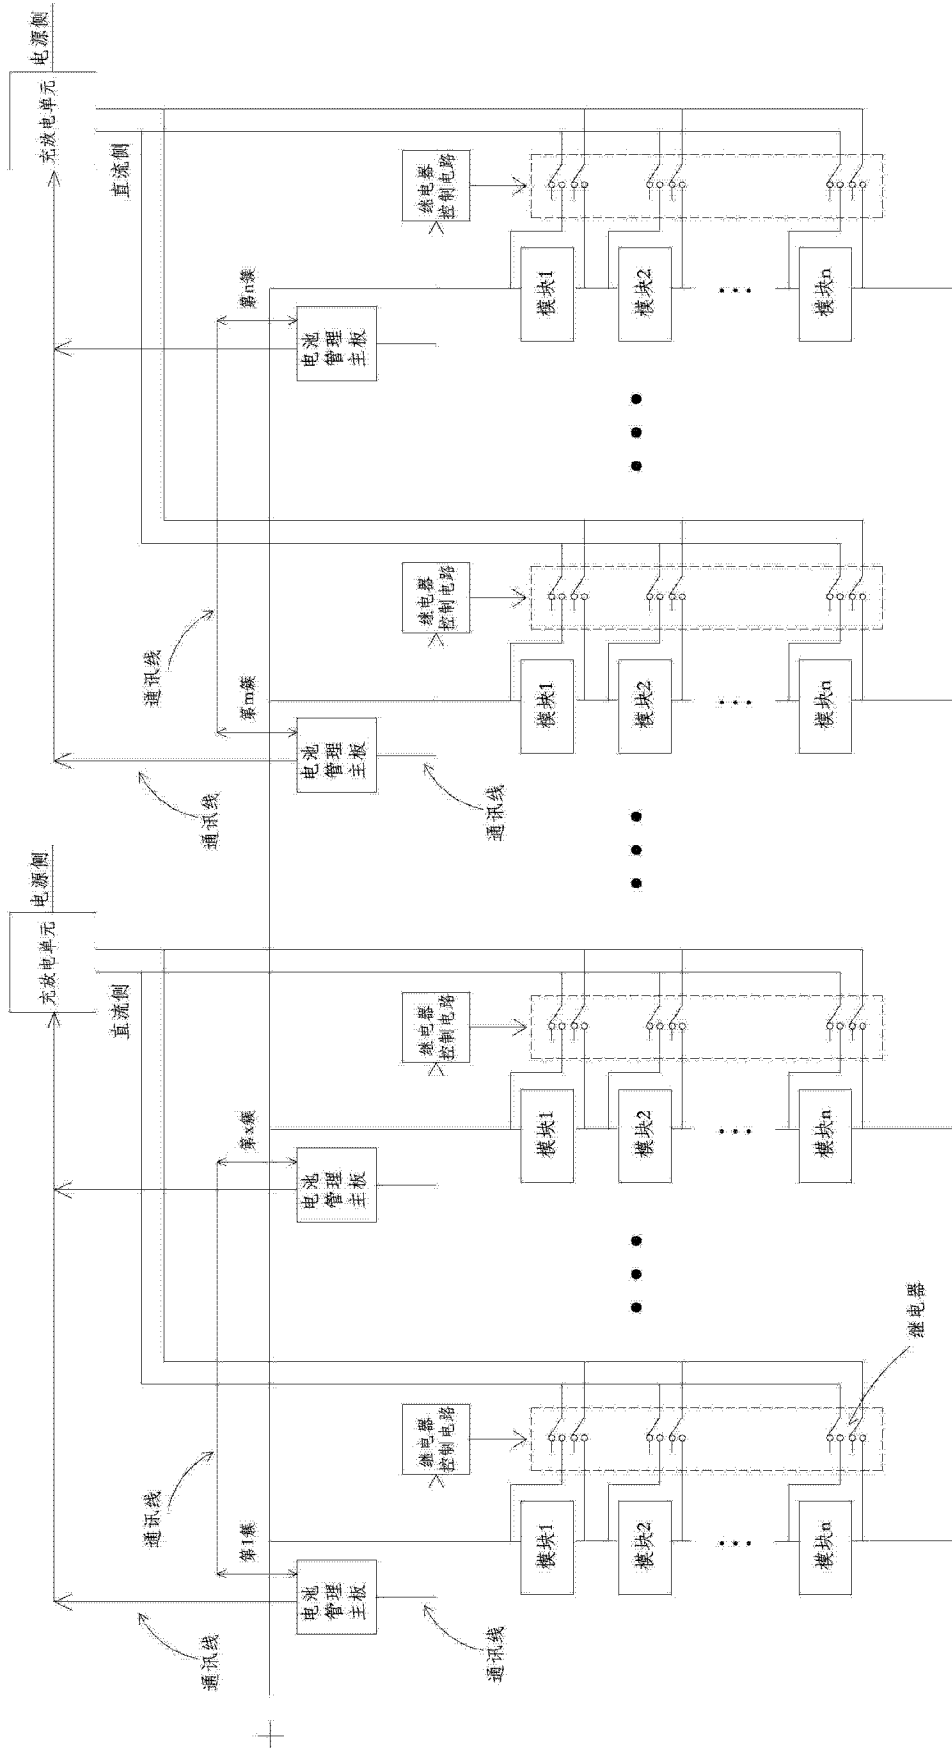 电源侧
充放电单元
直流侧
电源侧
充放电单元
直流侧
通讯线
通讯线
第1簇
电池
管理
主板
通讯线
继电器
控制电路
模块1
模块2
模块n
继电器
第x簇
电池
管理
主板
继电器
控制电路
模块1
模块2
模块n
通讯线
通讯线
第m簇
电池
管理
主板
通讯线
继电器
控制电路
模块1
模块2
模块n
第n簇
电池
管理
主板
继电器
控制电路
模块1
模块2
模块n